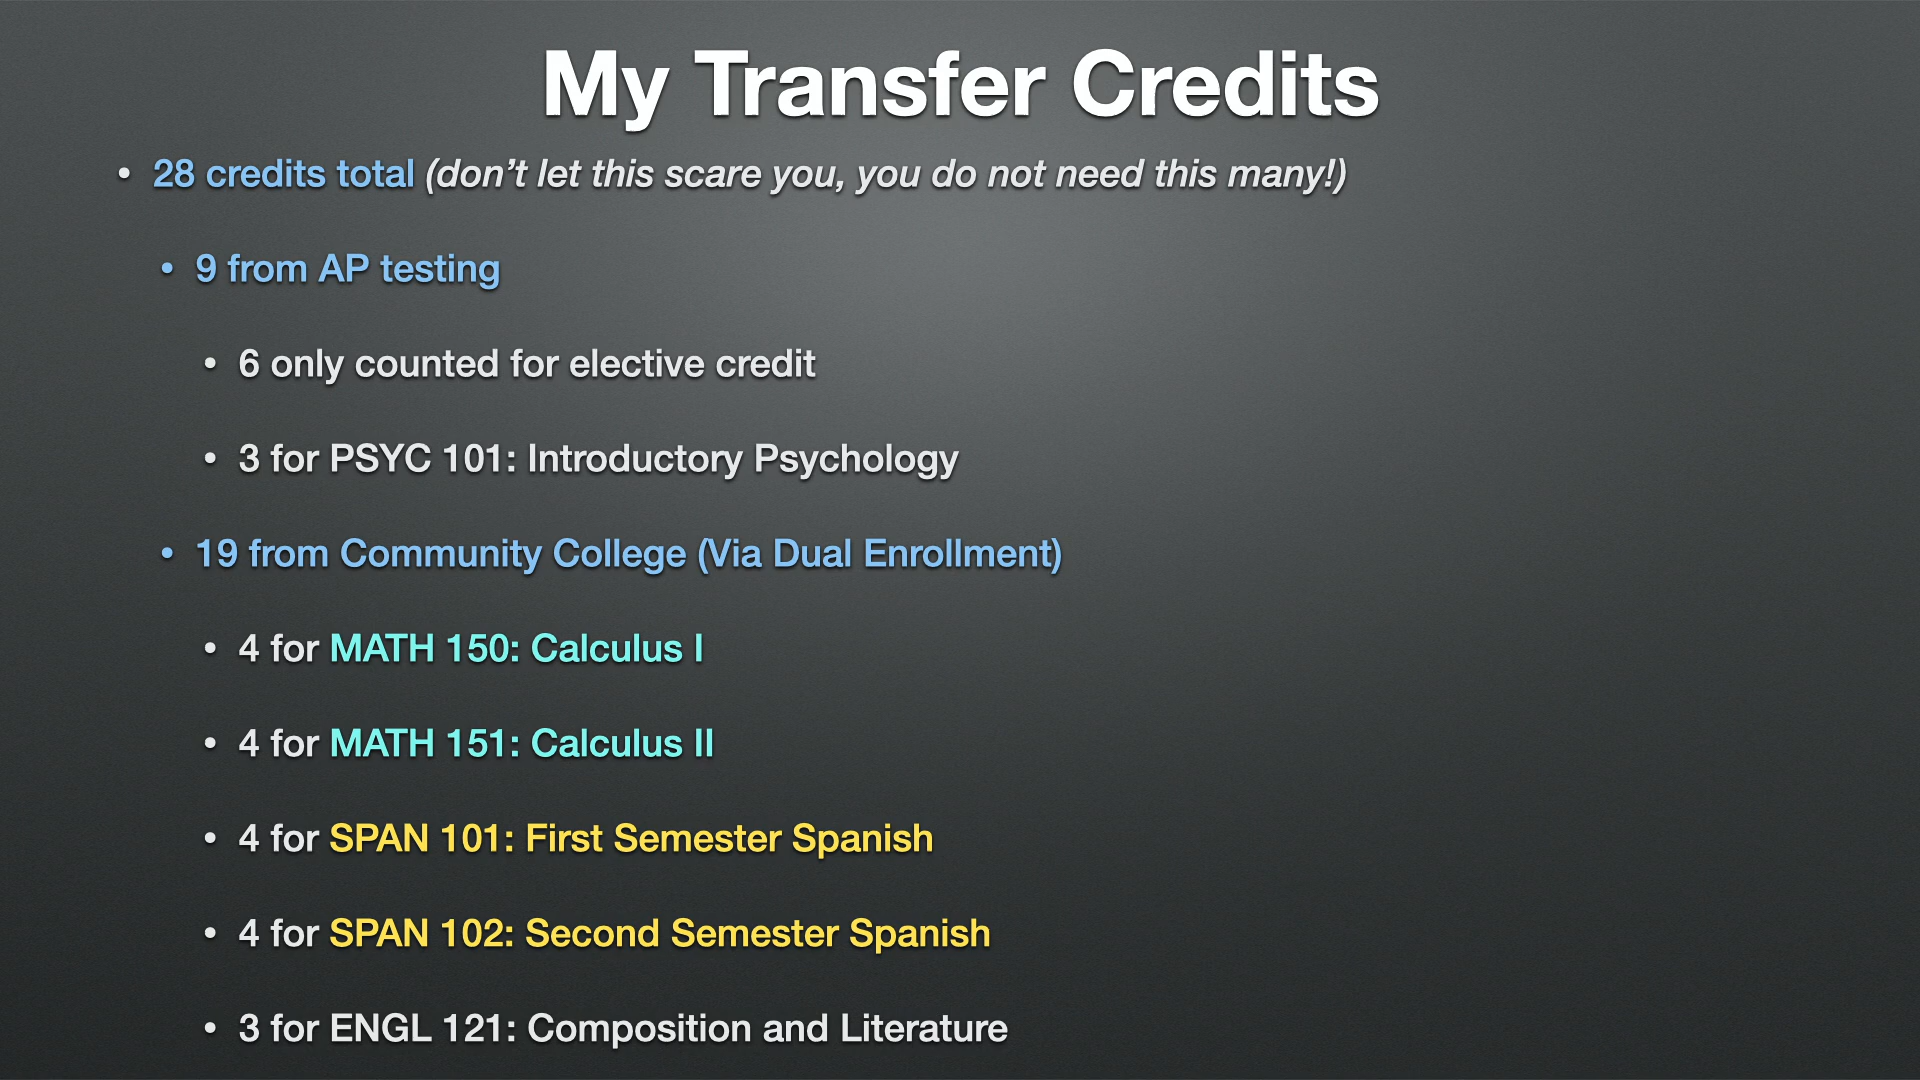 My Transfer Credits
• 28 credits total (don’t let this scare you, you do not need this many!)
• 9 from AP testing
• 6 only counted for elective credit
• 3 for PSYC 101: Introductory Psychology
• 19 from Community College (Via Dual Enrollment)
• 4 for MATH 150: Calculus I
• 4 for MATH 151: Calculus II
• 4 for SPAN 101: First Semester Spanish
• 4 for SPAN 102: Second Semester Spanish
• 3 for ENGL 121: Composition and Literature